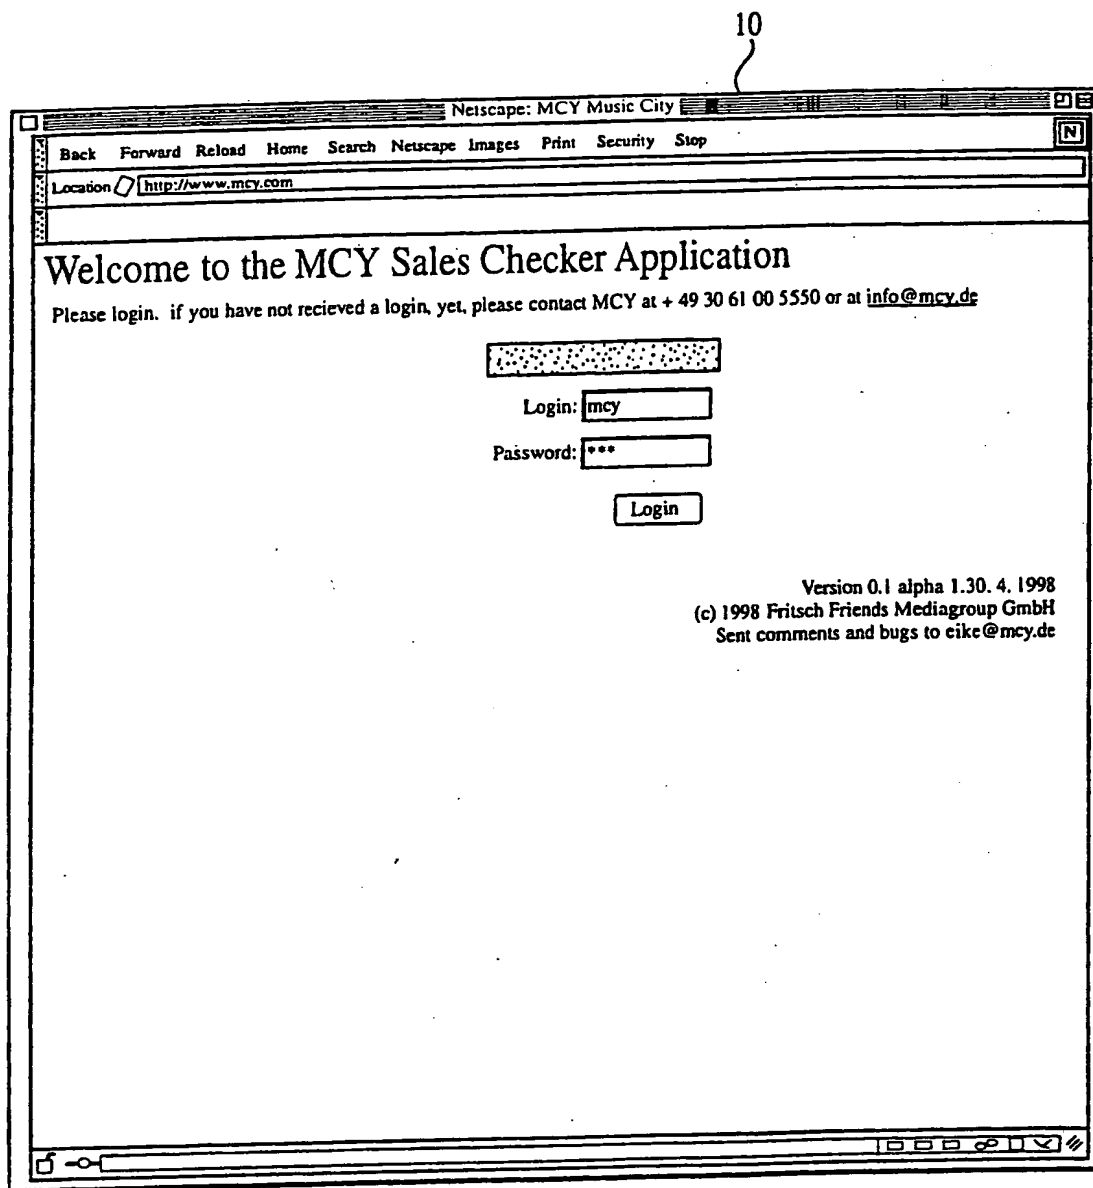 10
Netscape: MCY Music City
N
Back Forward Reload Home Search Netscape Images Print Security Stop
Location http://www.mcy.com
Welcome to the MCY Sales Checker Application
Please login. if you have not recieved a login, yet, please contact MCY at + 49 30 61 00 5550 or at info@mcy.de
Login: mcy
Password: ***
Login
Version 0.1 alpha 1.30. 4. 1998
(c) 1998 Fritsch Friends Mediagroup GmbH
Sent comments and bugs to eike@mcy.de